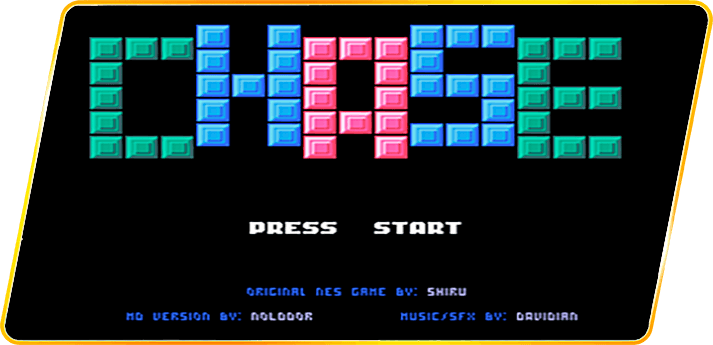 CHASE
PRESS START
ORIGINAL NES GAME BY: SHIRU
MD VERSION BY: NOLODOR MUSIC/SFX BY: DAVIDIAN